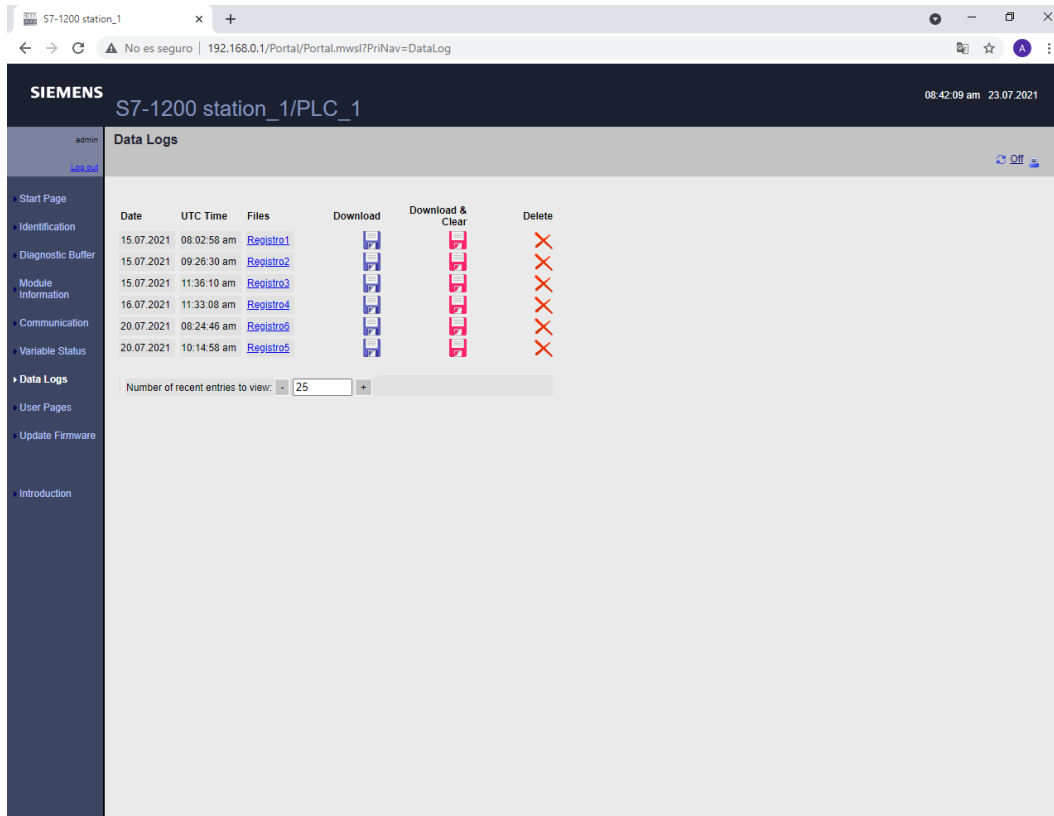 S7-1200 station_1
No es seguro | 192.168.0.1/Portal/Portal.mwsl?PriNav=DataLog
A
SIEMENS
S7-1200 station_1/PLC_1
08:42:09 am 23.07.2021
admin
Log out
Data Logs
Off
Start Page
Identification
Diagnostic Buffer
Module
Information
Communication
Variable Status
Data Logs
User Pages
Update Firmware
Introduction
Date UTC Time Files Download Download & Clear Delete
15.07.2021 08:02:58 am Registro1
15.07.2021 09:26:30 am Registro2
15.07.2021 11:36:10 am Registro3
16.07.2021 11:33:08 am Registro4
20.07.2021 08:24:46 am Registro6
20.07.2021 10:14:58 am Registro5
Number of recent entries to view: - 25 +